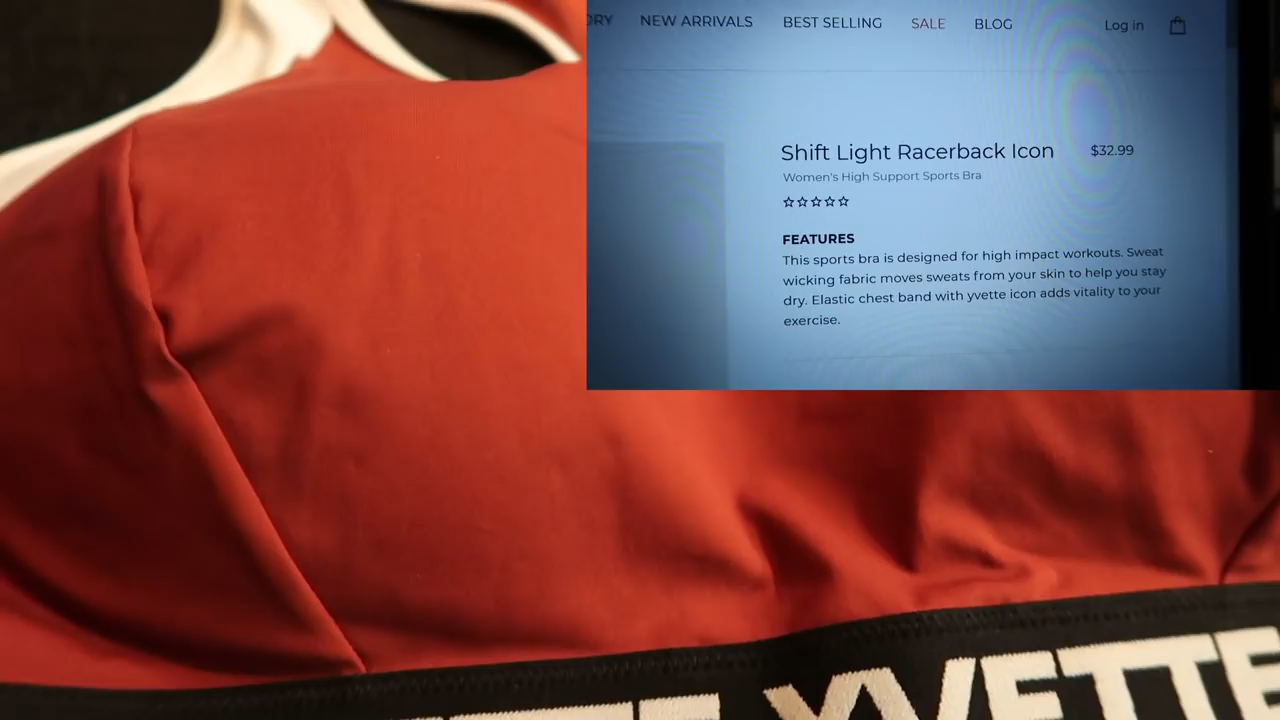 ORY NEW ARRIVALS BEST SELLING SALE BLOG Log in
Shift Light Racerback Icon $32.99
Women's High Support Sports Bra
FEATURES
This sports bra is designed for high impact workouts. Sweat
wicking fabric moves sweats from your skin to help you stay
dry. Elastic chest band with yvette icon adds vitality to your
exercise.
YVETTE